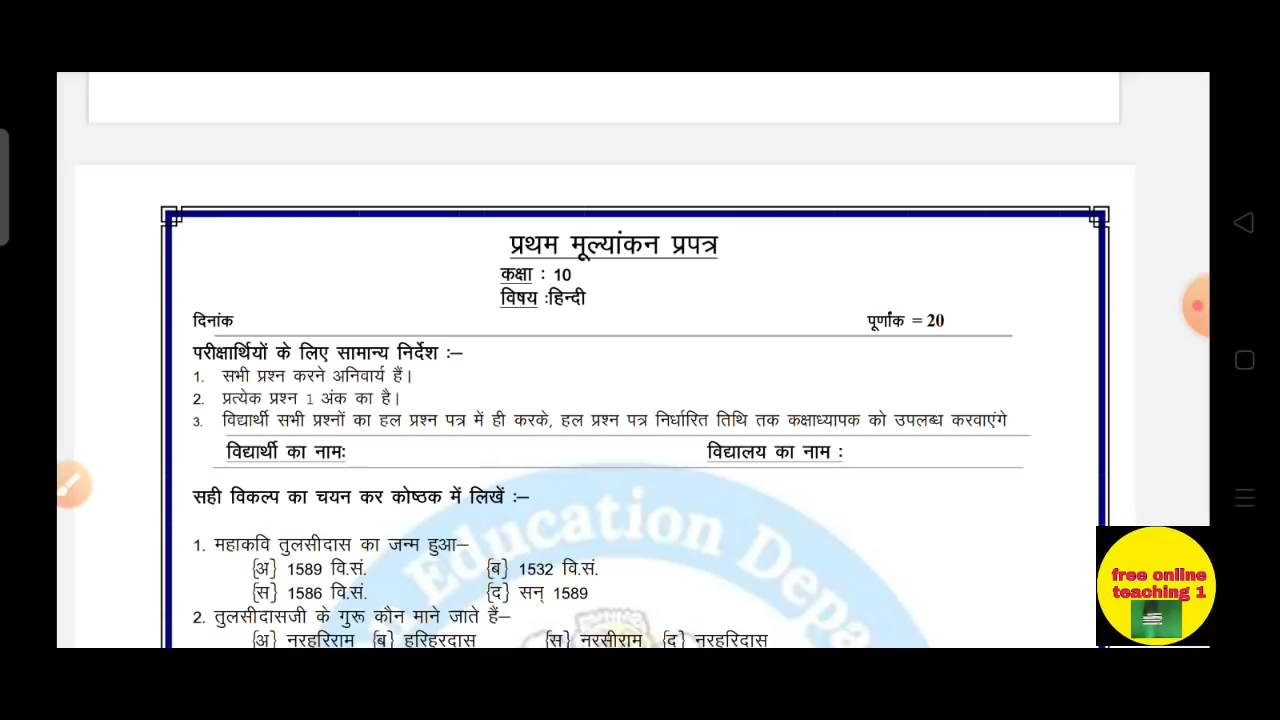 प्रथम मूल्यांकन प्रपत्र
कक्षा : 10
विषय :हिन्दी
दिनांक पूर्णांक = 20
परीक्षार्थियों के लिए सामान्य निर्देश :–
1. सभी प्रश्न करने अनिवार्य हैं।
2. प्रत्येक प्रश्न 1 अंक का है।
3. विद्यार्थी सभी प्रश्नों का हल प्रश्न पत्र में ही करके, हल प्रश्न पत्र निर्धारित तिथि तक कक्षाध्यापक को उपलब्ध करवाएंगे
विद्यार्थी का नामः विद्यालय का नाम :
सही विकल्प का चयन कर कोष्ठक में लिखें :–
1. महाकवि तुलसीदास का जन्म हुआ–
{अ} 1589 वि.सं. {ब} 1532 वि.सं.
{स} 1586 वि.सं. {द} सन् 1589
2. तुलसीदासजी के गुरू कौन माने जाते हैं–
{अ} नरहरिराम {ब} हरिहरदास {स} नरसीराम {द} नरहरिदास
Education Depa
free online
teaching 1